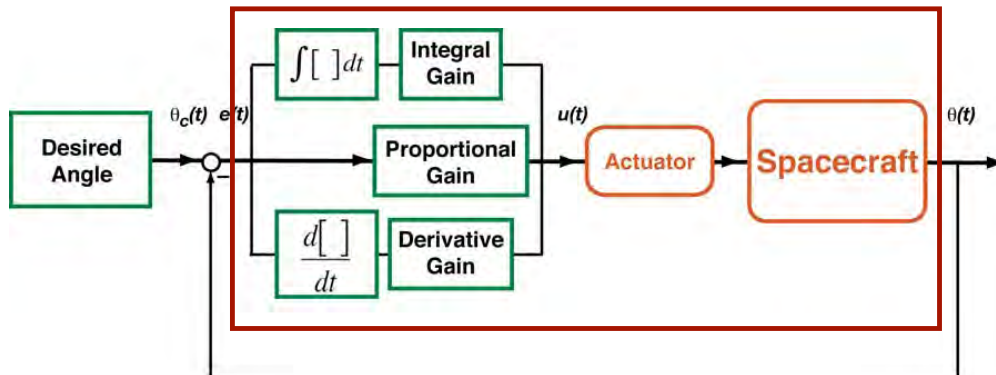 ∫[ ]dt
Integral
Gain
θc(t)
e(t)
u(t)
θ(t)
Desired
Angle
Proportional
Gain
Actuator
Spacecraft
–
d[ ]
dt
Derivative
Gain